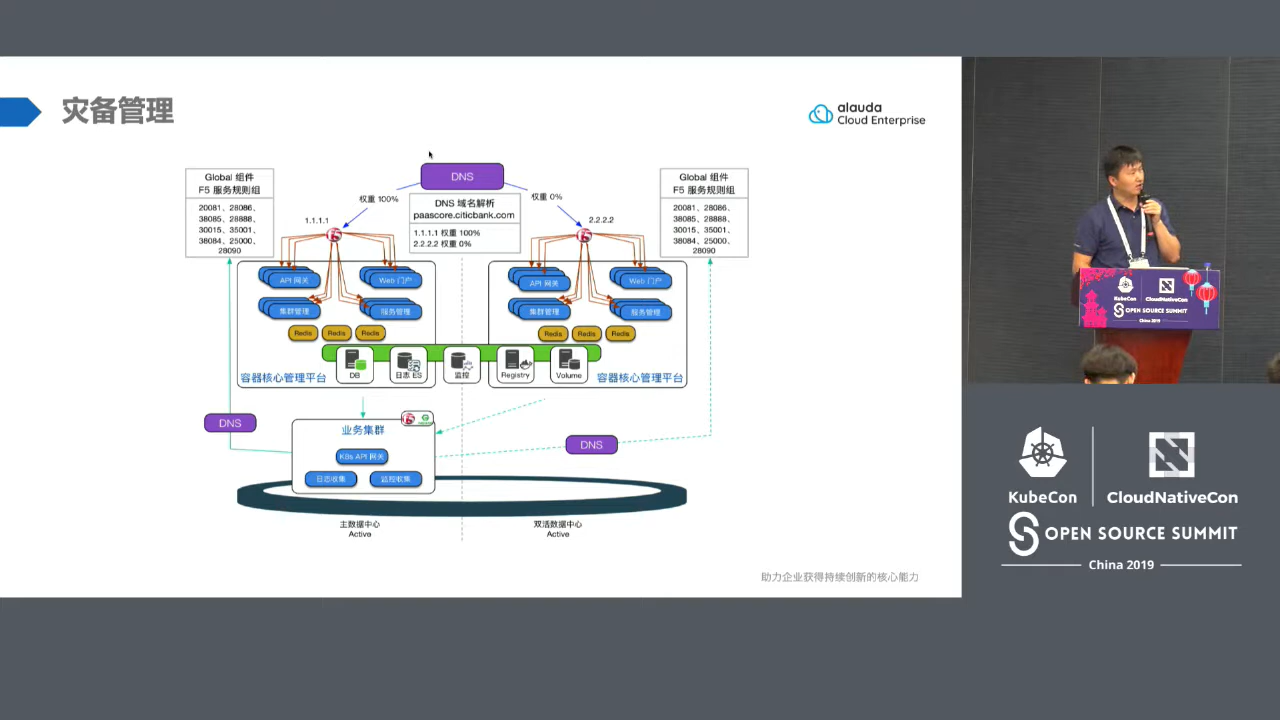 灾备管理
alauda
Cloud Enterprise
DNS
Global 组件
F5 服务规则组
20081、28086、
38085、28888、
30015、35001、
38084、25000、
28090
权重 100%
权重 0%
DNS 域名解析
paascore.citicbank.com
1.1.1.1 权重 100%
2.2.2.2 权重 0%
Global 组件
F5 服务规则组
20081、28086、
38085、28888、
30015、35001、
38084、25000、
28090
1.1.1.1
2.2.2.2
API 网关
Web 门户
集群管理
服务管理
Redis
Redis
Redis
API 网关
Web 门户
集群管理
服务管理
Redis
Redis
Redis
容器核心管理平台
DB
日志 ES
监控
Registry
Volume
容器核心管理平台
DNS
业务集群
K8s API 网关
日志收集
监控收集
DNS
主数据中心
Active
双活数据中心
Active
助力企业获得持续创新的核心能力
KubeCon
CloudNativeCon
OPEN SOURCE SUMMIT
China 2019
KubeCon
CloudNativeCon
OPEN SOURCE SUMMIT
China 2019